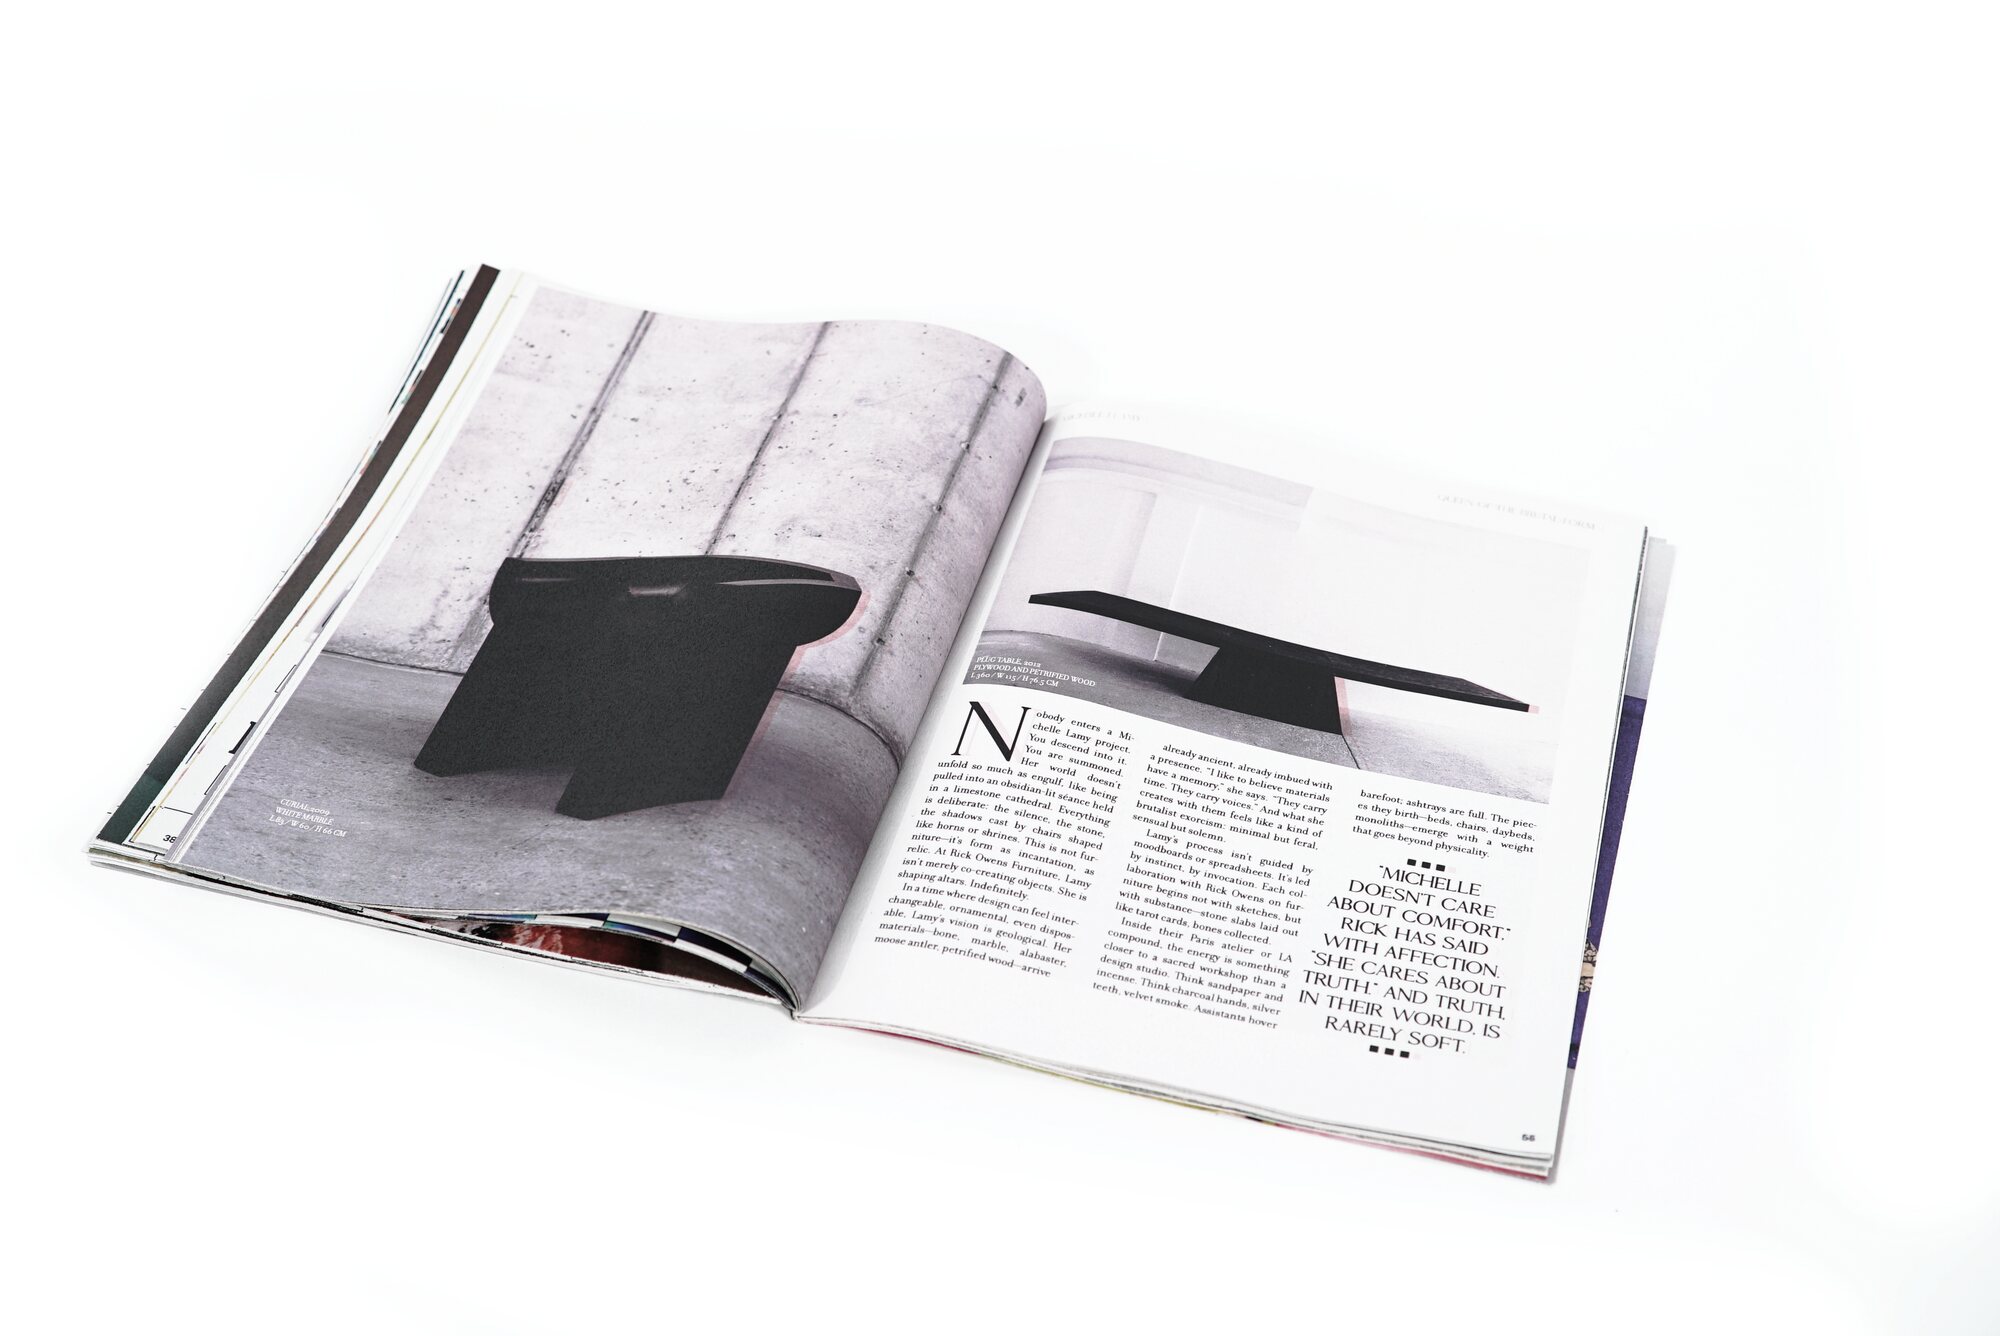 CURIAL, 2009
WHITE MARBLE
L 85 / W 60 / H 66 CM
38
QUEEN OF THE BRUTAL FORM
PLUG TABLE, 2012
PLYWOOD AND PETRIFIED WOOD
L 360 / W 115 / H 76.5 CM
Nobody enters a Mi-
chelle Lamy project.
You descend into it.
You are summoned.
Her world doesn't
unfold so much as engulf, like being
pulled into an obsidian-lit séance held
in a limestone cathedral. Everything
is deliberate: the silence, the stone,
the shadows cast by chairs shaped
like horns or shrines. This is not fur-
niture—it's form as incantation, as
relic. At Rick Owens Furniture, Lamy
isn't merely co-creating objects. She is
shaping altars. Indefinitely.
In a time where design can feel inter-
changeable, ornamental, even dispos-
able, Lamy's vision is geological. Her
materials—bone, marble, alabaster,
moose antler, petrified wood—arrive
already ancient, already imbued with
a presence. "I like to believe materials
have a memory," she says. "They carry
time. They carry voices." And what she
creates with them feels like a kind of
brutalist exorcism: minimal but feral,
sensual but solemn.
Lamy's process isn't guided by
moodboards or spreadsheets. It's led
by instinct, by invocation. Each col-
laboration with Rick Owens on fur-
niture begins not with sketches, but
with substance—stone slabs laid out
like tarot cards, bones collected.
Inside their Paris atelier or LA
compound, the energy is something
closer to a sacred workshop than a
design studio. Think sandpaper and
incense. Think charcoal hands, silver
teeth, velvet smoke. Assistants hover
barefoot; ashtrays are full. The piec-
es they birth—beds, chairs, daybeds,
monoliths—emerge with a weight
that goes beyond physicality.
"MICHELLE
DOESN'T CARE
ABOUT COMFORT,"
RICK HAS SAID
WITH AFFECTION.
"SHE CARES ABOUT
TRUTH." AND TRUTH,
IN THEIR WORLD, IS
RARELY SOFT.